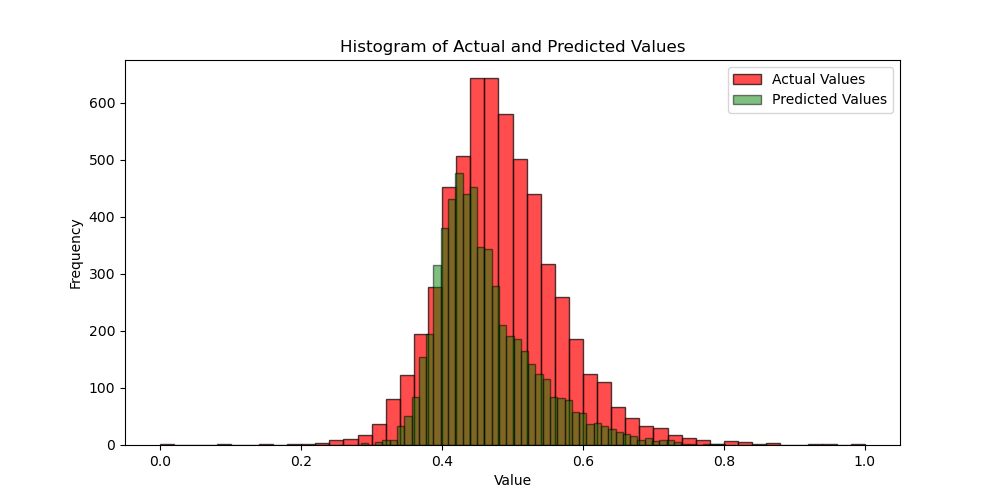 Histogram of Actual and Predicted Values
Actual Values
Predicted Values
600
500
400
300
200
100
0
Frequency
0.0 0.2 0.4 0.6 0.8 1.0
Value